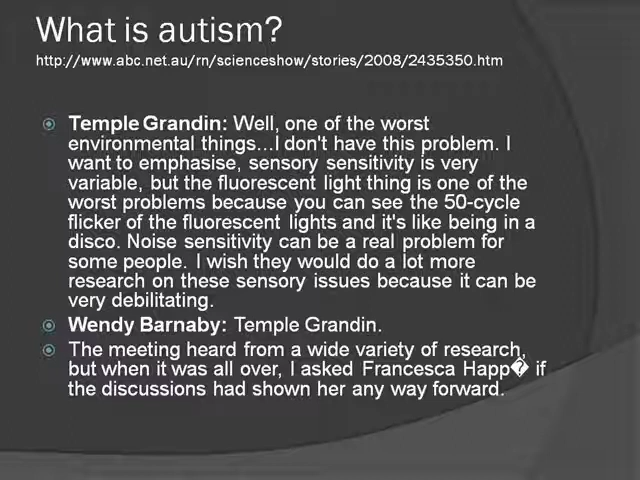 What is autism?
http://www.abc.net.au/rn/scienceshow/stories/2008/2435350.htm
Temple Grandin: Well, one of the worst
environmental things...I don't have this problem. I
want to emphasise, sensory sensitivity is very
variable, but the fluorescent light thing is one of the
worst problems because you can see the 50-cycle
flicker of the fluorescent lights and it's like being in a
disco. Noise sensitivity can be a real problem for
some people. I wish they would do a lot more
research on these sensory issues because it can be
very debilitating.
Wendy Barnaby: Temple Grandin.
The meeting heard from a wide variety of research,
but when it was all over, I asked Francesca Happ� if
the discussions had shown her any way forward.